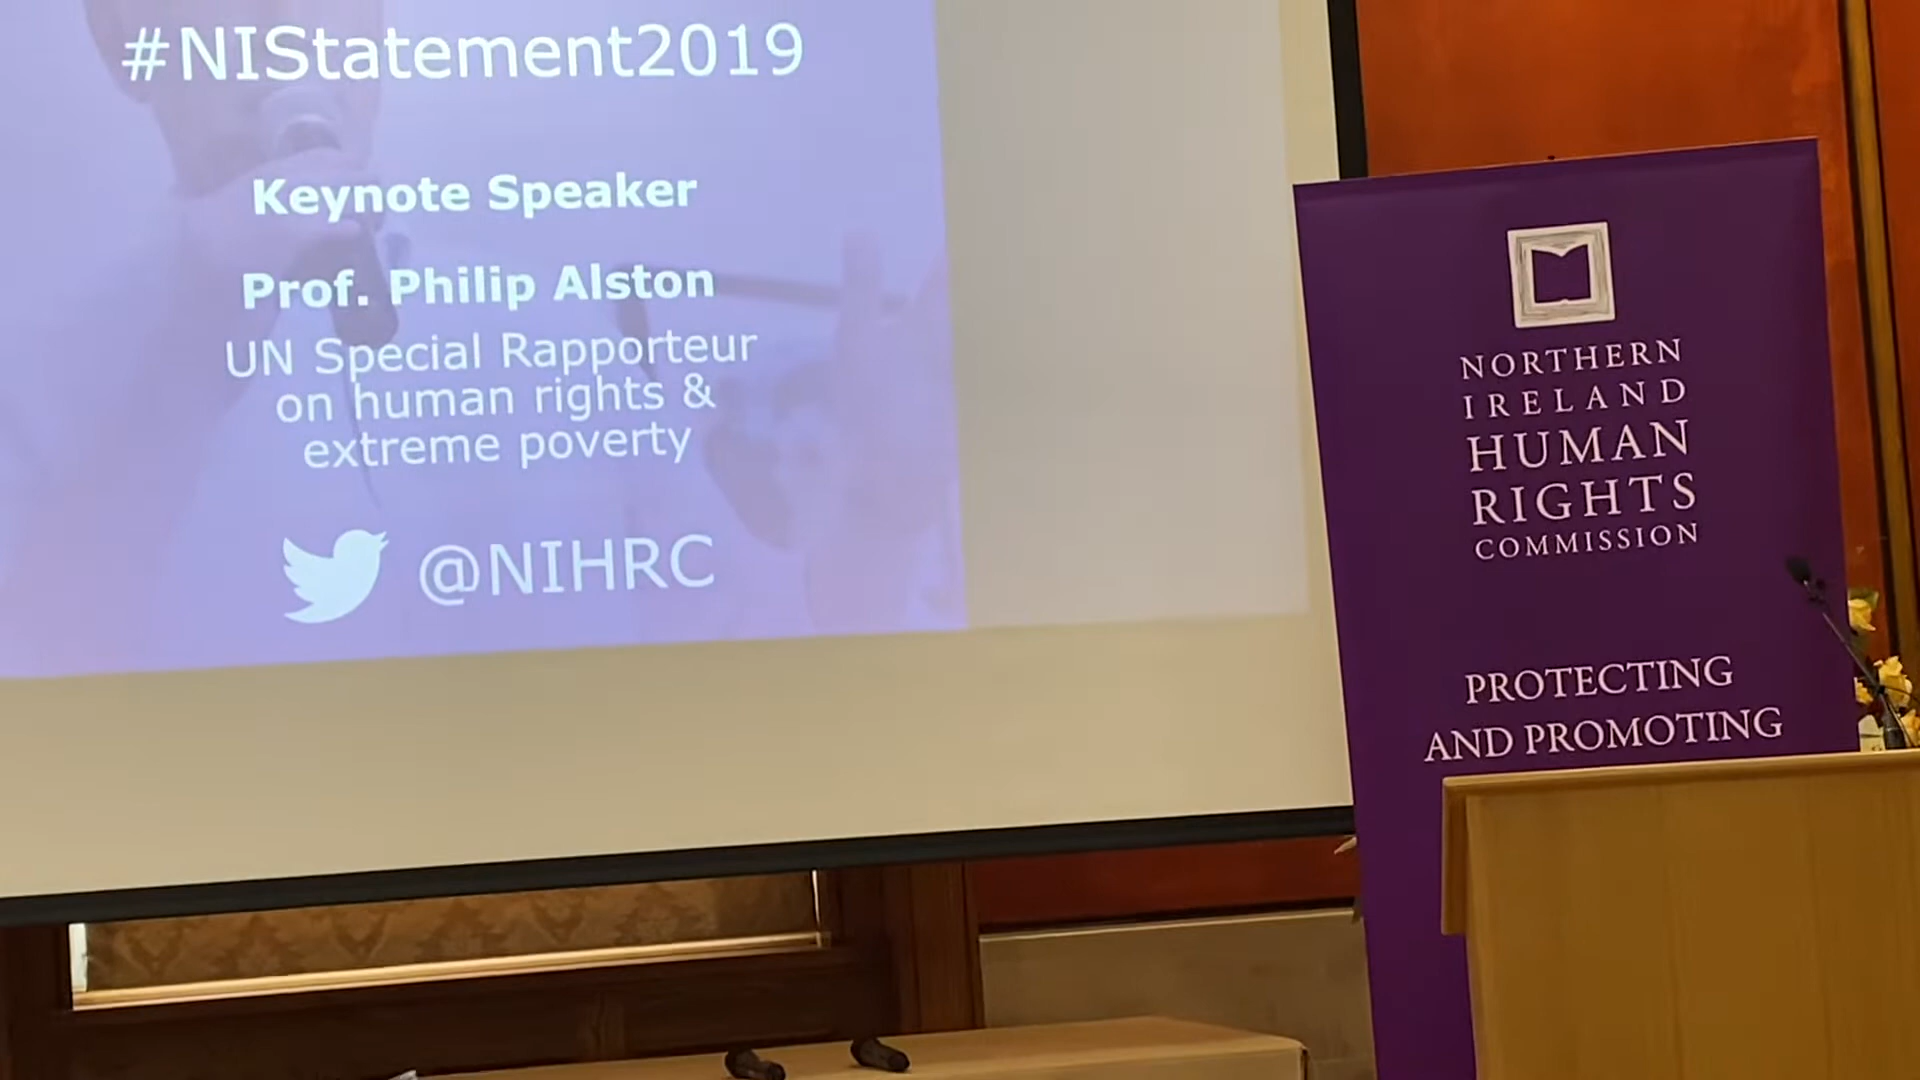 #NIStatement2019
Keynote Speaker
Prof. Philip Alston
UN Special Rapporteur
on human rights &
extreme poverty
@NIHRC
NORTHERN
IRELAND
HUMAN
RIGHTS
COMMISSION
PROTECTING
AND PROMOTING